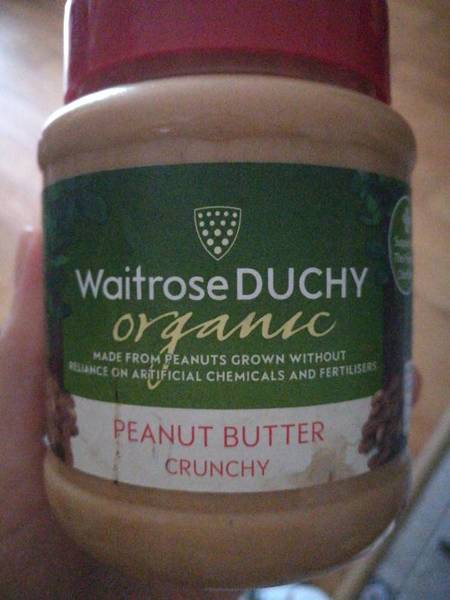 Waitrose DUCHY
organic
MADE FROM PEANUTS GROWN WITHOUT
RELIANCE ON ARTIFICIAL CHEMICALS AND FERTILISERS
PEANUT BUTTER
CRUNCHY